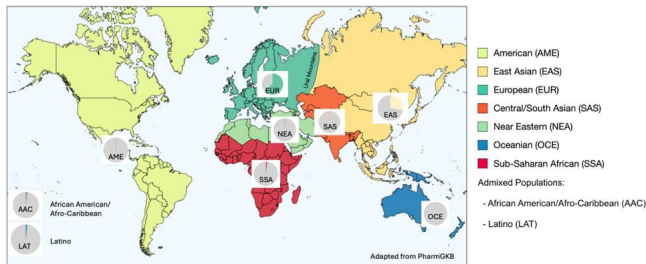 Ural Mountains
EUR
EAS
SAS
NEA
AME
SSA
OCE
AAC
African American/
Afro-Caribbean
LAT
Latino
Adapted from PharmGKB
American (AME)
East Asian (EAS)
European (EUR)
Central/South Asian (SAS)
Near Eastern (NEA)
Oceanian (OCE)
Sub-Saharan African (SSA)
Admixed Populations:
- African American/Afro-Caribbean (AAC)
- Latino (LAT)